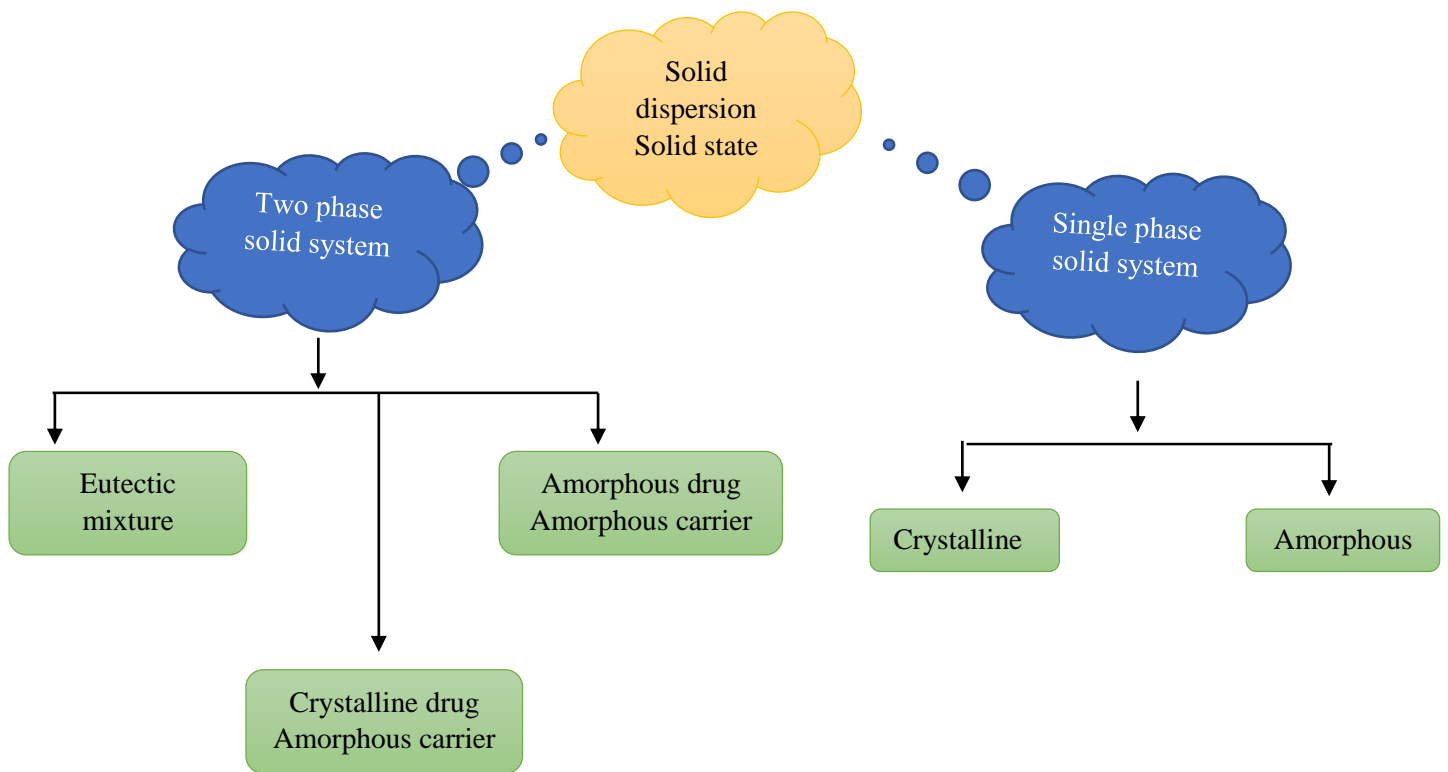 Solid
dispersion
Solid state
Two phase
solid system
Single phase
solid system
Eutectic
mixture
Amorphous drug
Amorphous carrier
Crystalline
Amorphous
Crystalline drug
Amorphous carrier